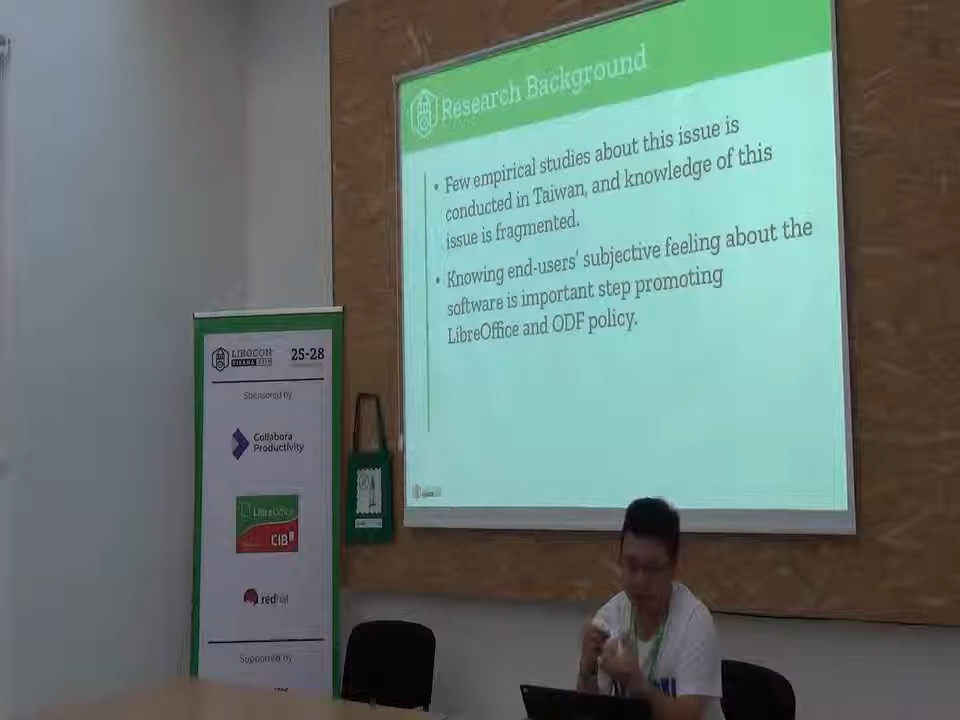 Research Background
• Few empirical studies about this issue is
conducted in Taiwan, and knowledge of this
issue is fragmented.
• Knowing end-users' subjective feeling about the
software is important step promoting
LibreOffice and ODF policy.
LIBOCON
25-28
Sponsored by
Collabora
Productivity
LibreOffice
CIB
redhat
Supported by